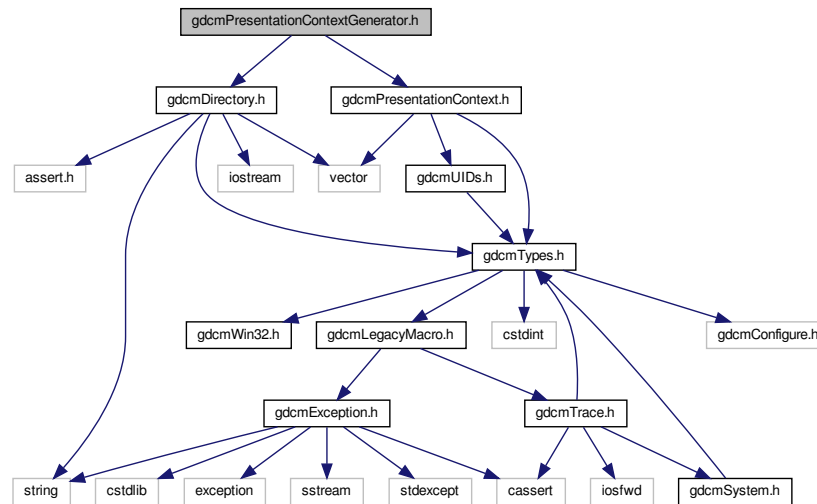 gdcmPresentationContextGenerator.h
gdcmDirectory.h
gdcmPresentationContext.h
assert.h
iostream
vector
gdcmUIDs.h
gdcmTypes.h
gdcmWin32.h
gdcmLegacyMacro.h
cstdint
gdcmConfigure.h
gdcmException.h
gdcmTrace.h
string
cstdlib
exception
sstream
stdexcept
cassert
iosfwd
gdcmSystem.h